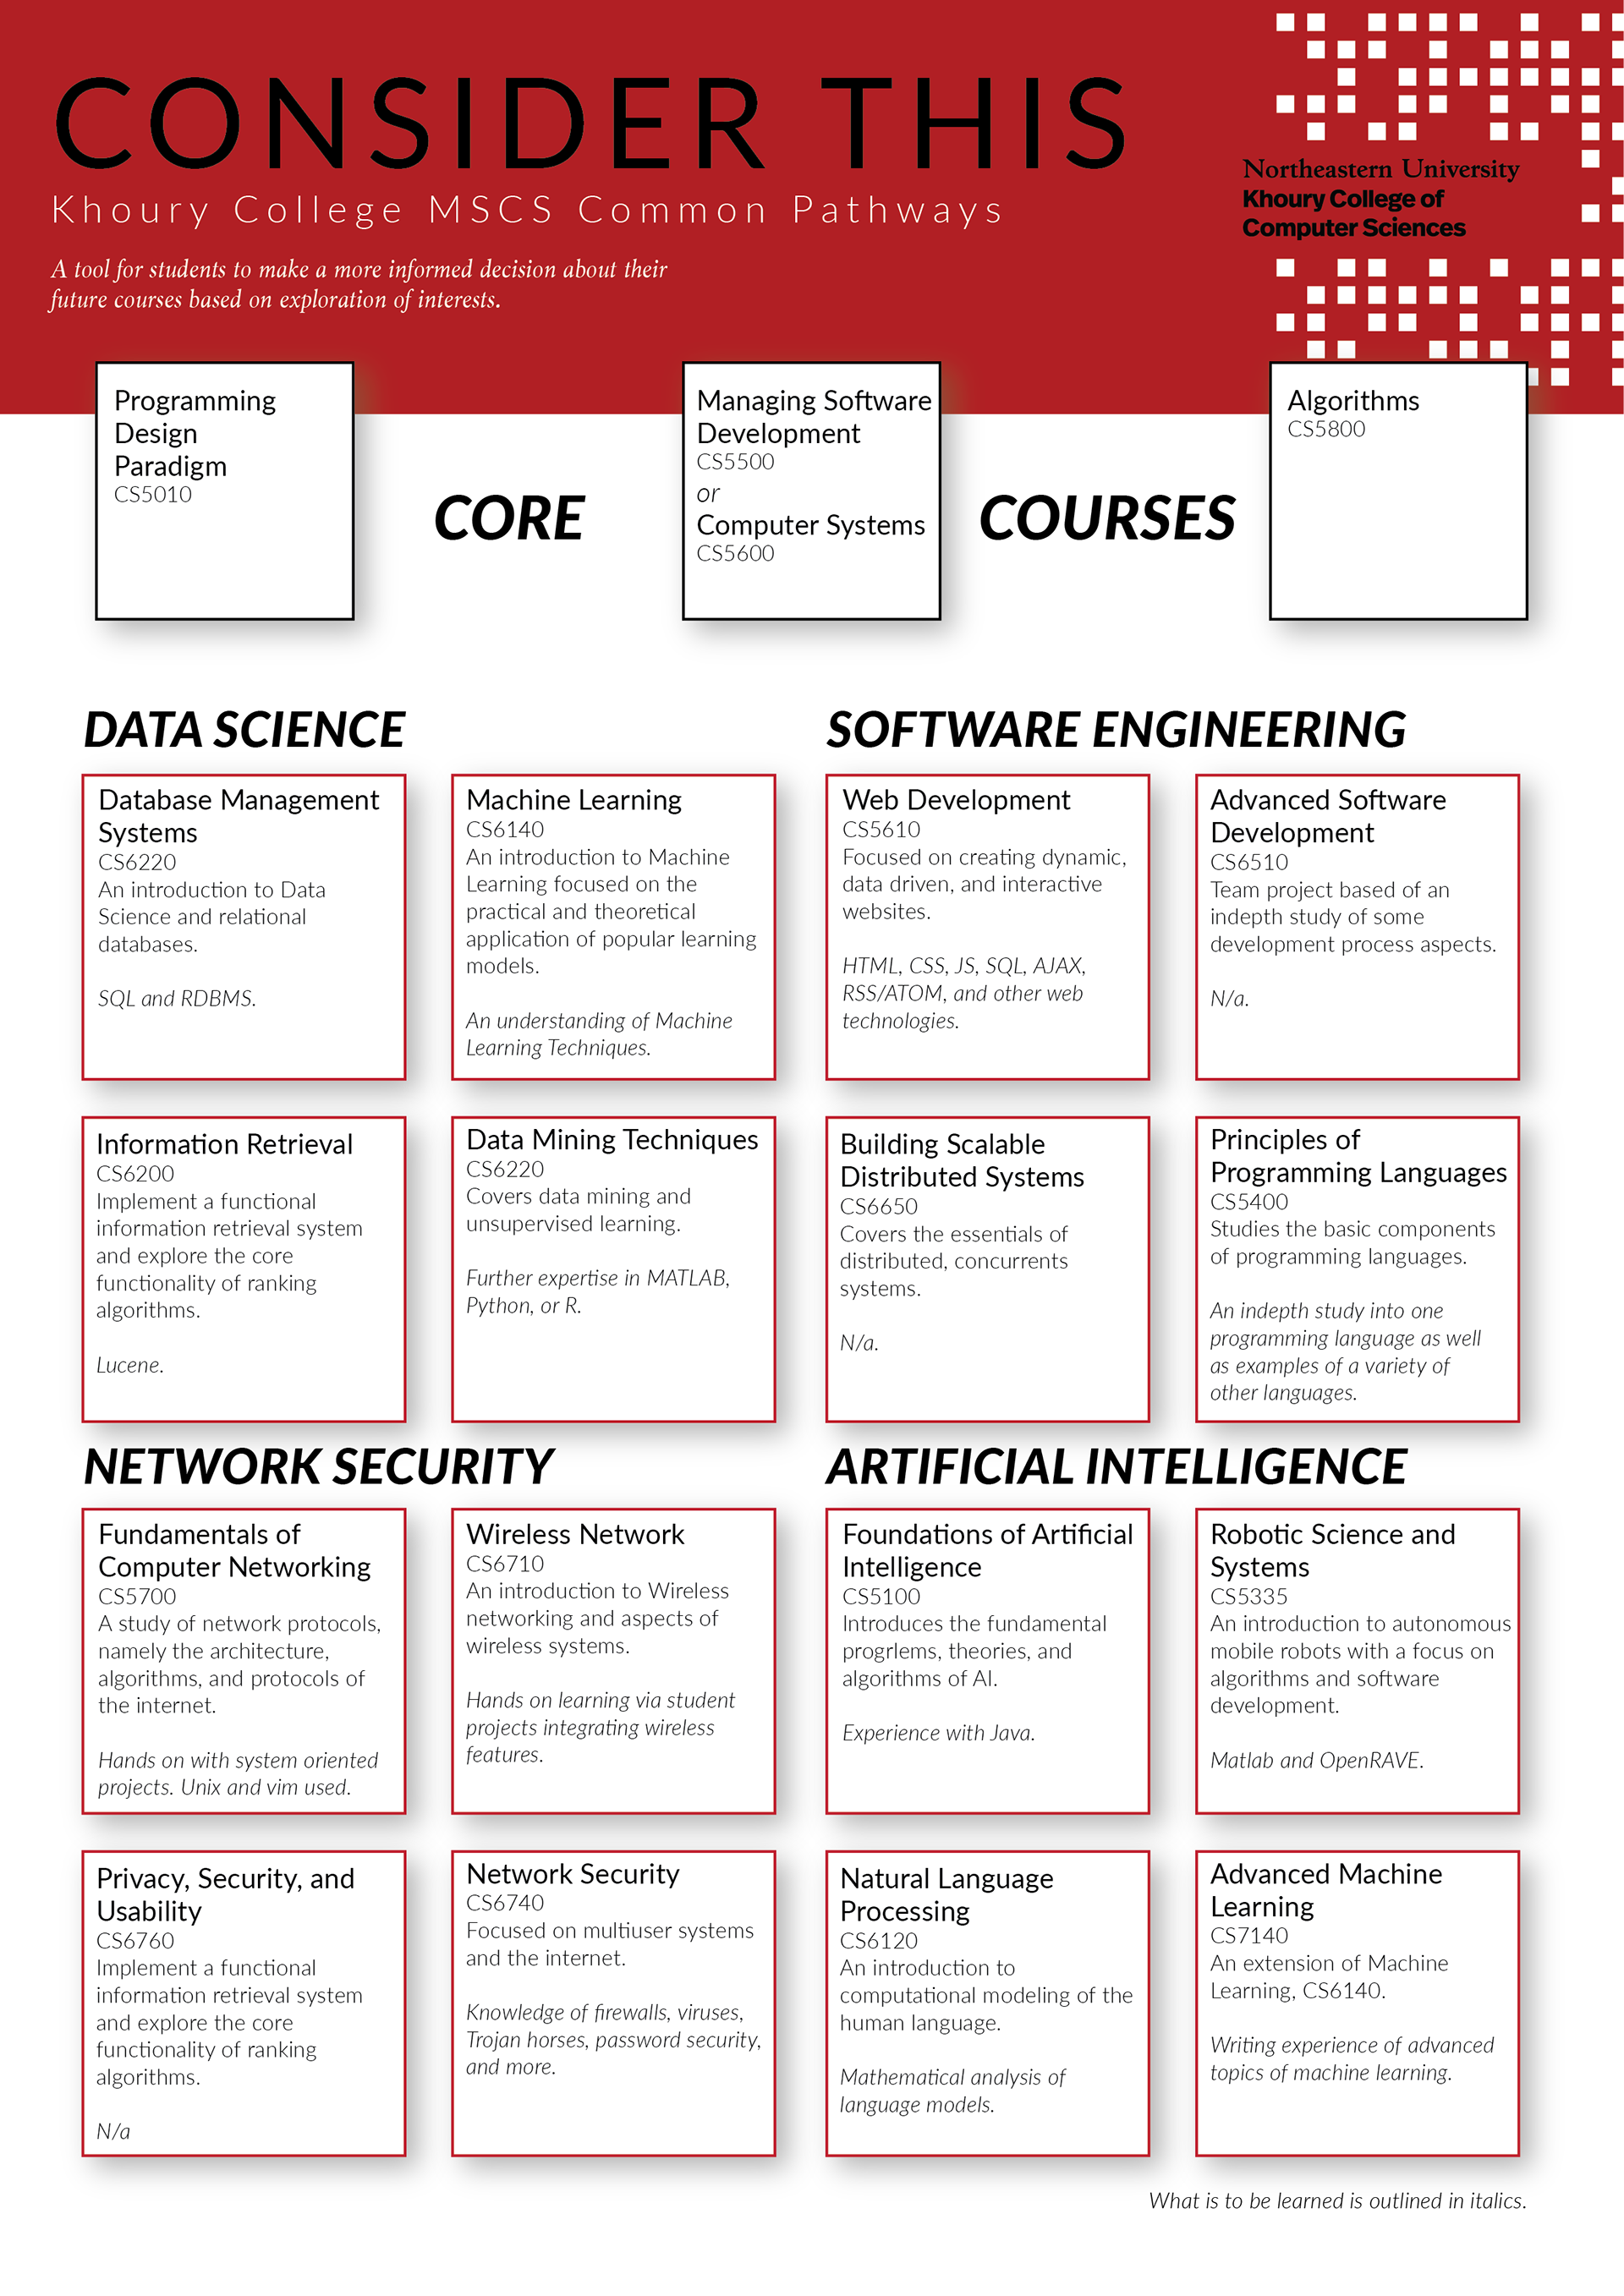 CONSIDER THIS
Khoury College MSCS Common Pathways
A tool for students to make a more informed decision about their
future courses based on exploration of interests.
Northeastern University
Khoury College of
Computer Sciences
Programming
Design
Paradigm
CS5010
CORE
Managing Software
Development
CS5500
or
Computer Systems
CS5600
COURSES
Algorithms
CS5800
DATA SCIENCE
Database Management
Systems
CS6220
An introduction to Data
Science and relational
databases.
SQL and RDBMS.
Machine Learning
CS6140
An introduction to Machine
Learning focused on the
practical and theoretical
application of popular learning
models.
An understanding of Machine
Learning Techniques.
Information Retrieval
CS6200
Implement a functional
information retrieval system
and explore the core
functionality of ranking
algorithms.
Lucene.
Data Mining Techniques
CS6220
Covers data mining and
unsupervised learning.
Further expertise in MATLAB,
Python, or R.
SOFTWARE ENGINEERING
Web Development
CS5610
Focused on creating dynamic,
data driven, and interactive
websites.
HTML, CSS, JS, SQL, AJAX,
RSS/ATOM, and other web
technologies.
Advanced Software
Development
CS6510
Team project based of an
indepth study of some
development process aspects.
N/a.
Building Scalable
Distributed Systems
CS6650
Covers the essentials of
distributed, concurrents
systems.
N/a.
Principles of
Programming Languages
CS5400
Studies the basic components
of programming languages.
An indepth study into one
programming language as well
as examples of a variety of
other languages.
NETWORK SECURITY
Fundamentals of
Computer Networking
CS5700
A study of network protocols,
namely the architecture,
algorithms, and protocols of
the internet.
Hands on with system oriented
projects. Unix and vim used.
Wireless Network
CS6710
An introduction to Wireless
networking and aspects of
wireless systems.
Hands on learning via student
projects integrating wireless
features.
Privacy, Security, and
Usability
CS6760
Implement a functional
information retrieval system
and explore the core
functionality of ranking
algorithms.
N/a
Network Security
CS6740
Focused on multiuser systems
and the internet.
Knowledge of firewalls, viruses,
Trojan horses, password security,
and more.
ARTIFICIAL INTELLIGENCE
Foundations of Artificial
Intelligence
CS5100
Introduces the fundamental
progrlems, theories, and
algorithms of AI.
Experience with Java.
Robotic Science and
Systems
CS5335
An introduction to autonomous
mobile robots with a focus on
algorithms and software
development.
Matlab and OpenRAVE.
Natural Language
Processing
CS6120
An introduction to
computational modeling of the
human language.
Mathematical analysis of
language models.
Advanced Machine
Learning
CS7140
An extension of Machine
Learning, CS6140.
Writing experience of advanced
topics of machine learning.
What is to be learned is outlined in italics.